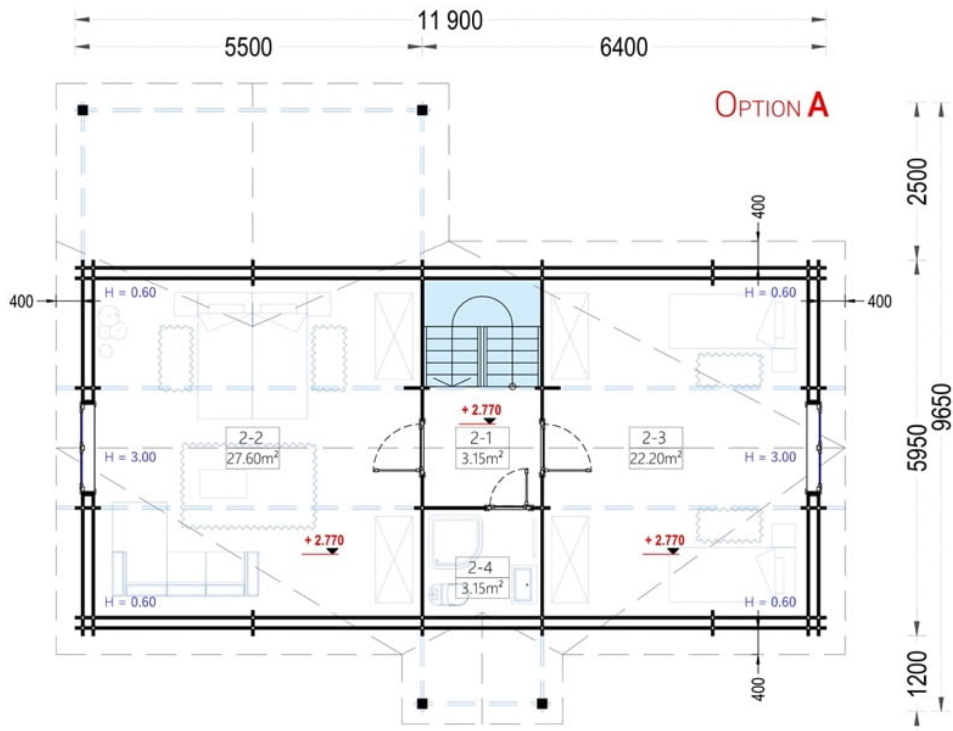 11 900
5500
6400
OPTION A
2500
400
H = 0.60
H = 0.60
400
400
+ 2.770
9650
2-2
2-1
2-3
27.60m²
3.15m²
22.20m²
5950
H = 3.00
H = 3.00
+ 2.770
+ 2.770
2-4
3.15m²
H = 0.60
H = 0.60
1200
400